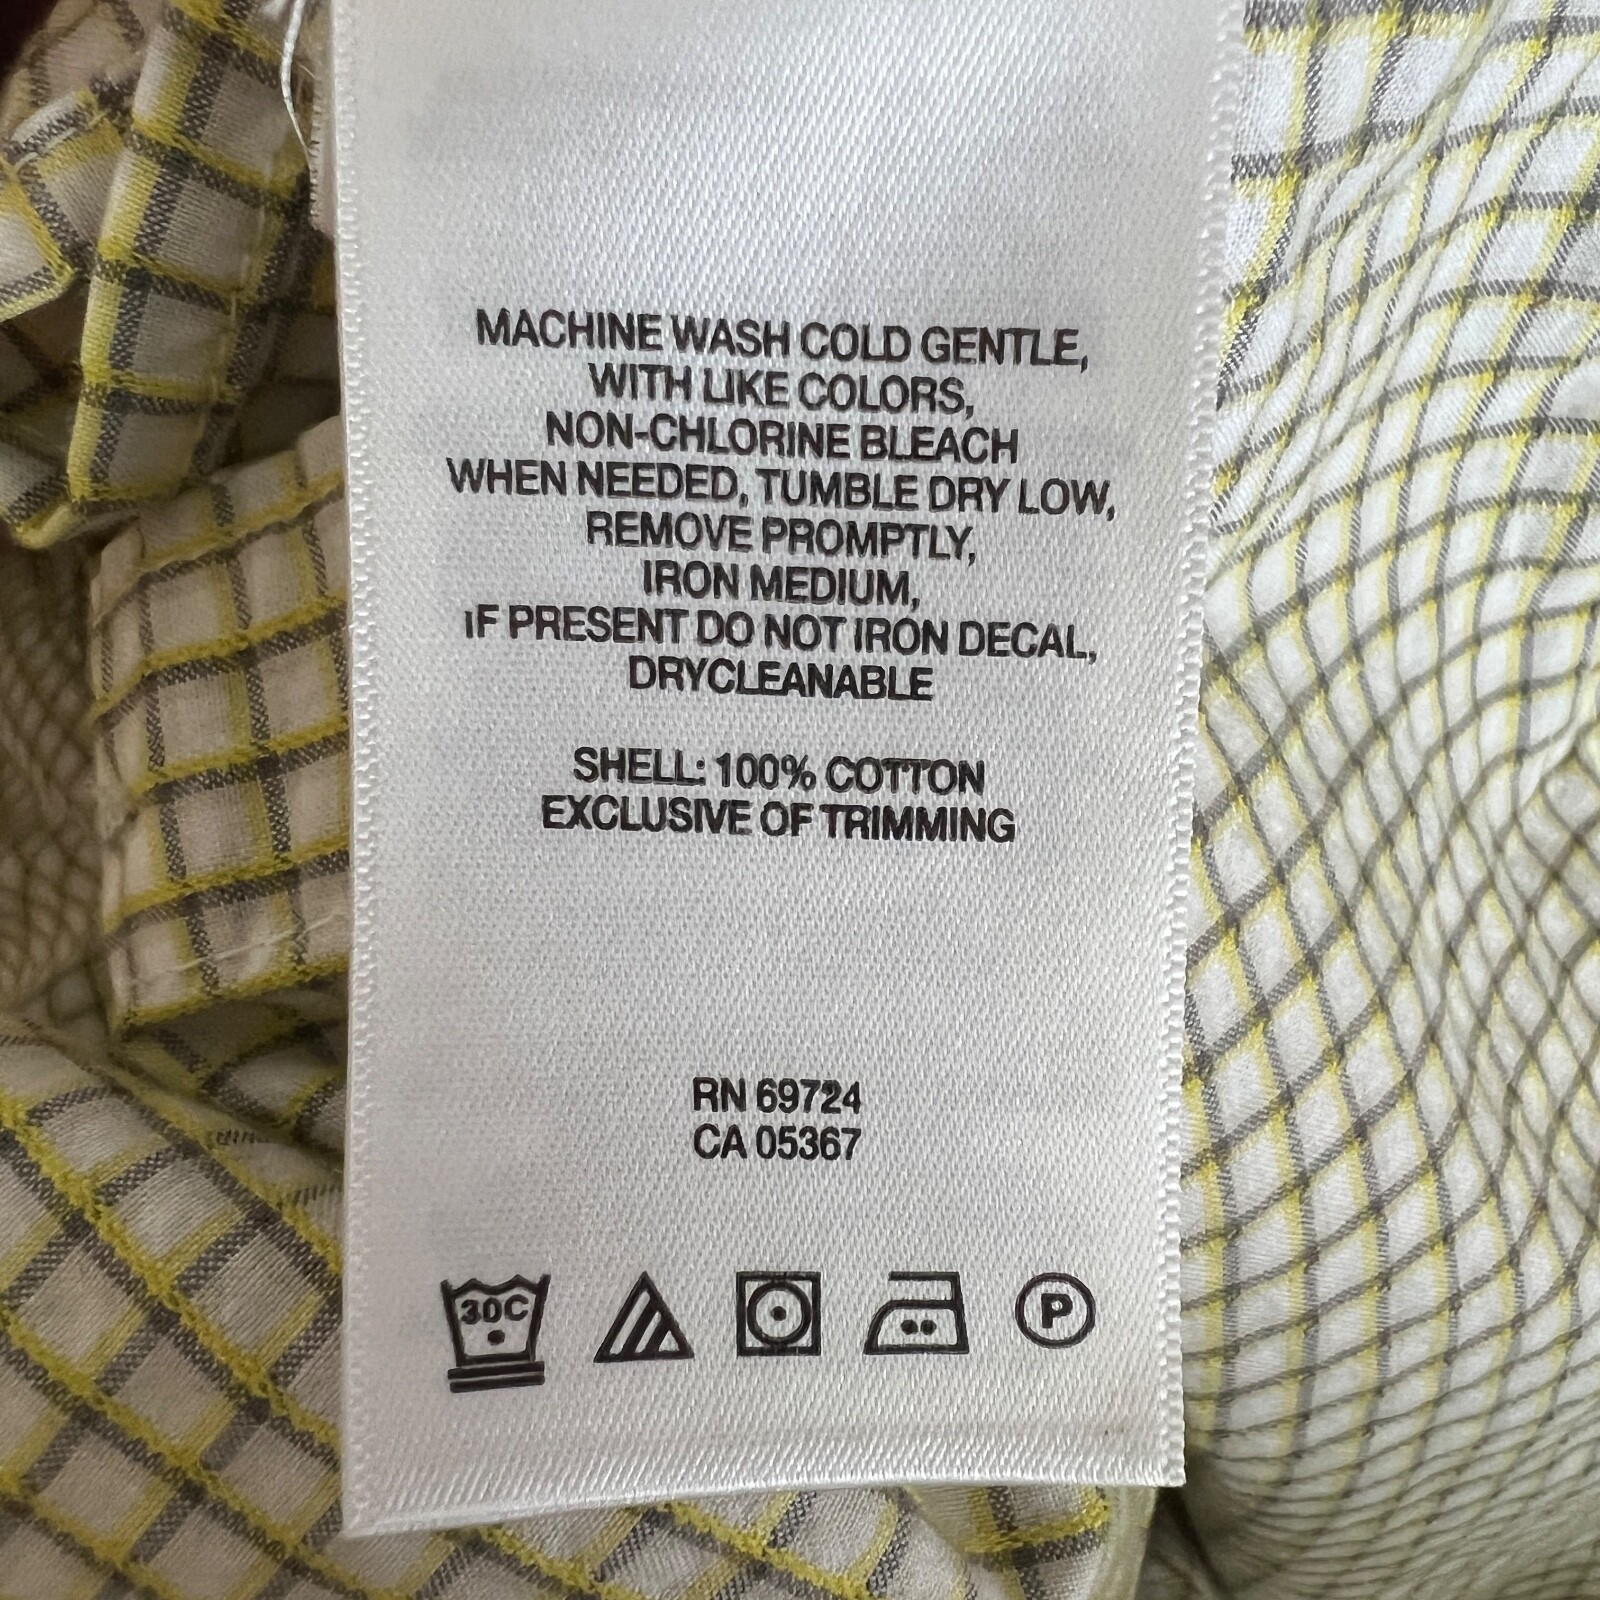 MACHINE WASH COLD GENTLE,
WITH LIKE COLORS,
NON-CHLORINE BLEACH
WHEN NEEDED, TUMBLE DRY LOW,
REMOVE PROMPTLY,
IRON MEDIUM,
IF PRESENT DO NOT IRON DECAL,
DRYCLEANABLE
SHELL: 100% COTTON
EXCLUSIVE OF TRIMMING
RN 69724
CA 05367
30C P